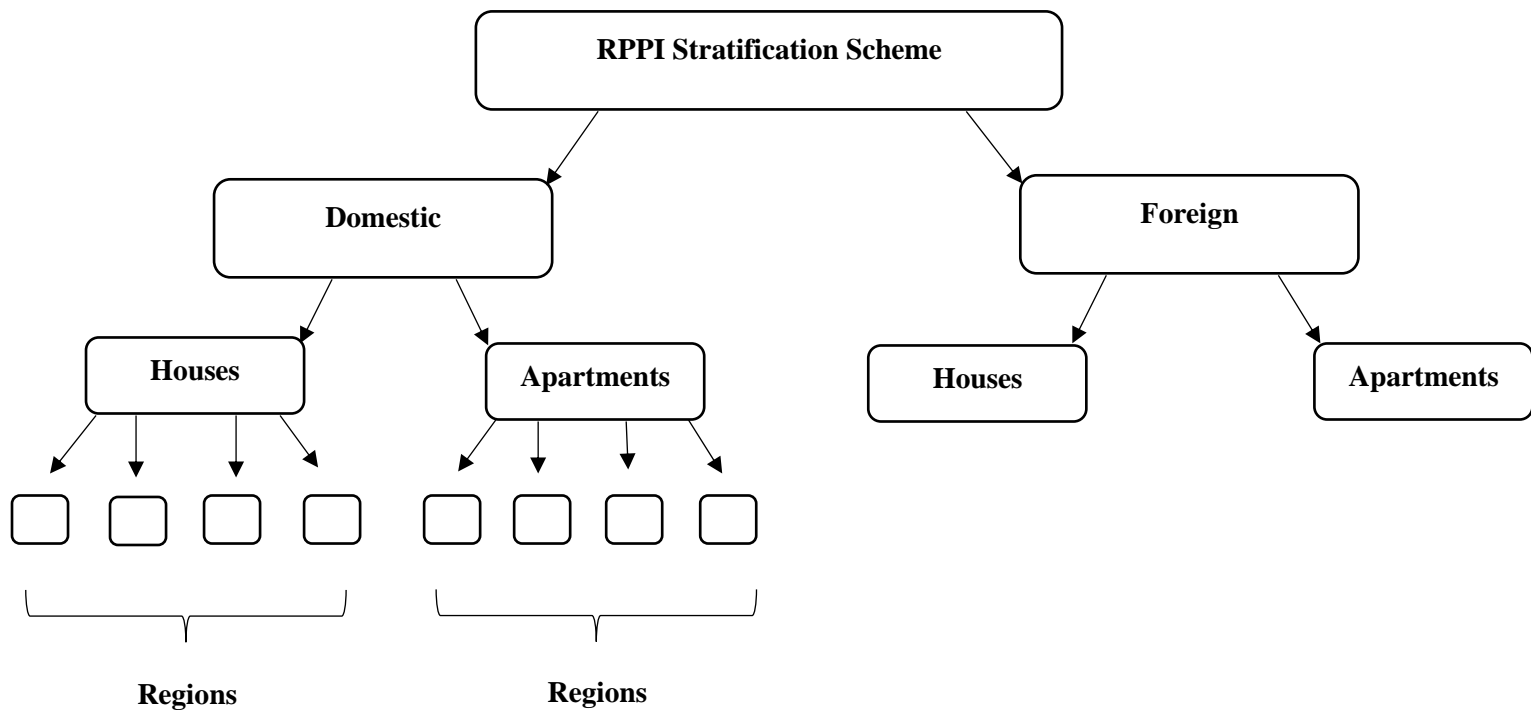 RPPI Stratification Scheme
Domestic
Foreign
Houses
Apartments
Houses
Apartments
Regions
Regions